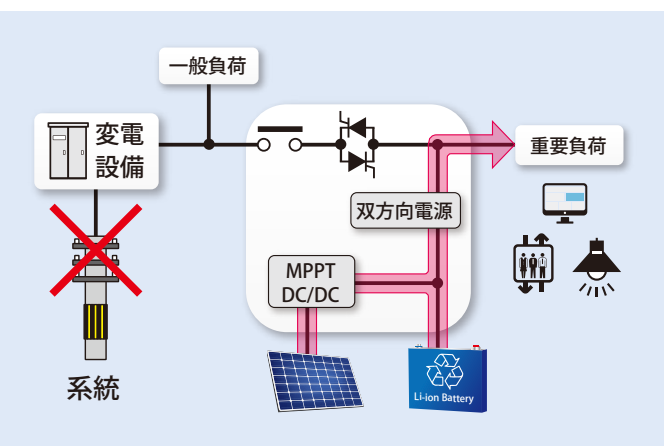 一般負荷
変電
設備
重要負荷
双方向電源
MPPT
DC/DC
系統
Li-ion Battery